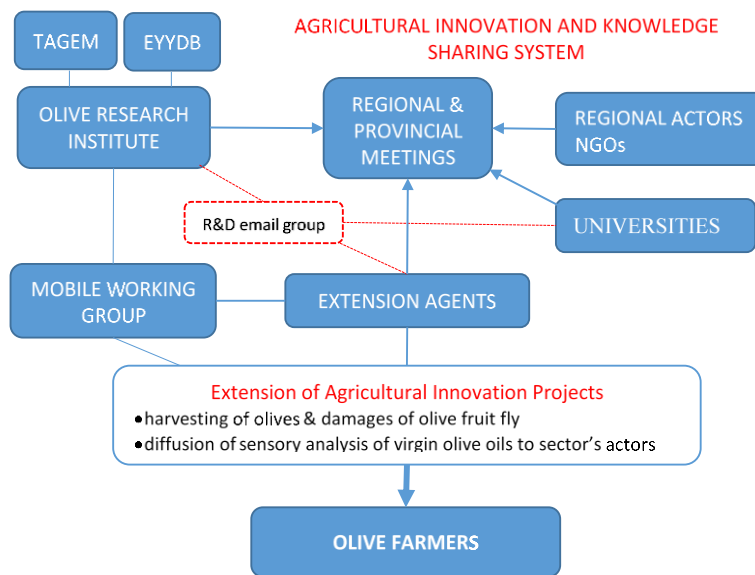 TAGEM
EYYDB
AGRICULTURAL INNOVATION AND KNOWLEDGE
SHARING SYSTEM
OLIVE RESEARCH
INSTITUTE
REGIONAL &
PROVINCIAL
MEETINGS
REGIONAL ACTORS
NGOs
R&D email group
UNIVERSITIES
MOBILE WORKING
GROUP
EXTENSION AGENTS
Extension of Agricultural Innovation Projects
•harvesting of olives & damages of olive fruit fly
•diffusion of sensory analysis of virgin olive oils to sector’s actors
OLIVE FARMERS